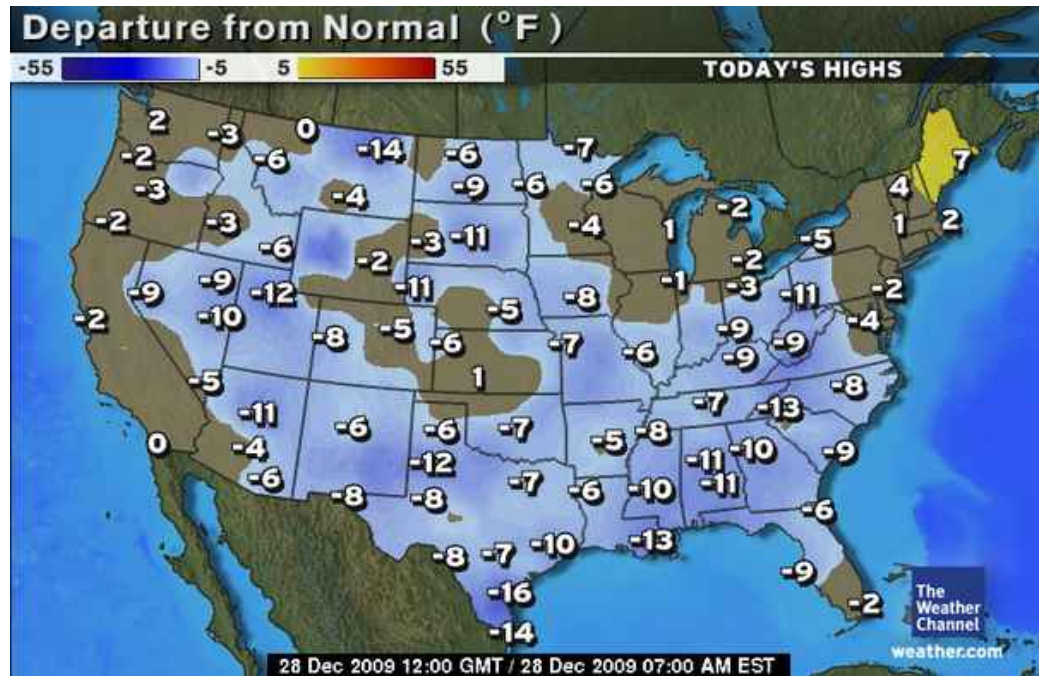 Departure from Normal (°F)
-55 -5 5 55 TODAY'S HIGHS
2 -3 0 -14 -6 -7
-2 -6 7
-3 -4 -9 -6 -6 4
-2 -3 -4 1 -2 1 2
-6 -2 -3 -11 -2 -5
-9 -9 -12 -11 -8 -1 -3 -11 -2
-2 -10 -8 -5 -6 -5 -7 -6 -9 -9 -4
-5 1 -9 -8
-11 -6 -6 -7 -7 -13
0 -4 -12 -5 -8 -11 -10 -9
-6 -8 -8 -7 -6 -10 -11 -6
-8 -7 -10 -13 -9
-16 -2
-14
The
Weather
Channel
weather.com
28 Dec 2009 12:00 GMT / 28 Dec 2009 07:00 AM EST